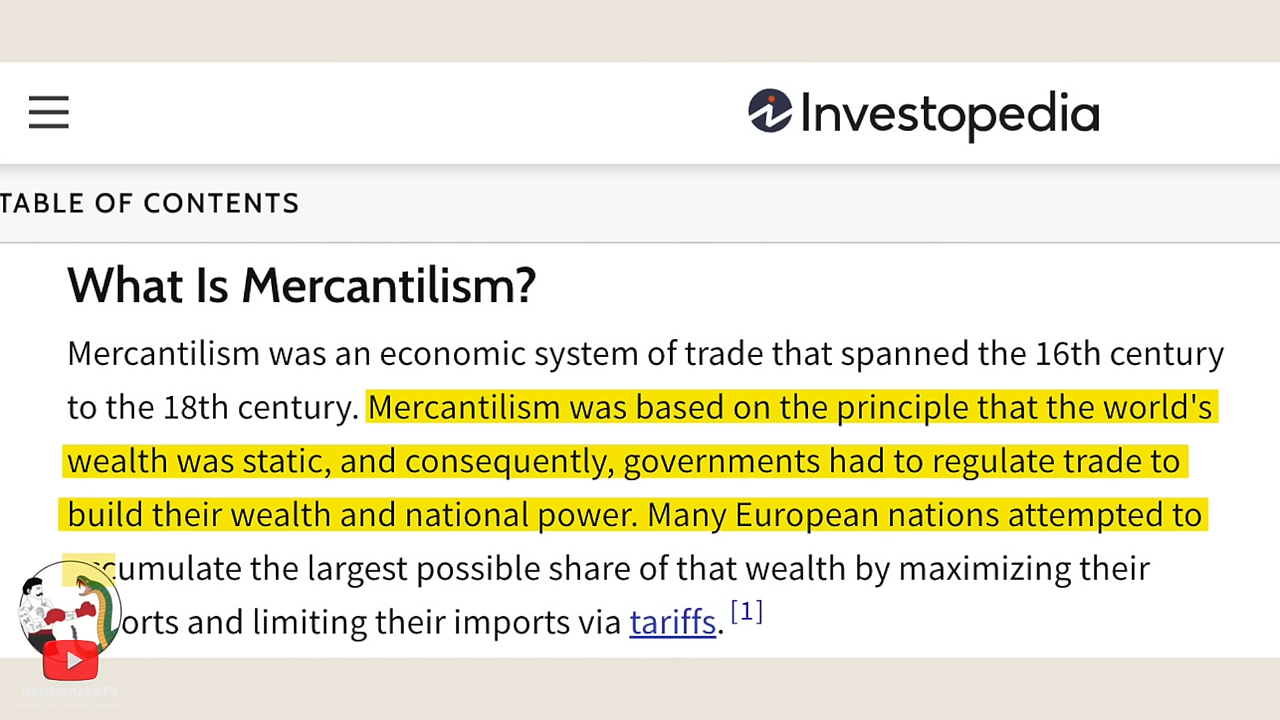 Investopedia
TABLE OF CONTENTS
What Is Mercantilism?
Mercantilism was an economic system of trade that spanned the 16th century
to the 18th century. Mercantilism was based on the principle that the world's
wealth was static, and consequently, governments had to regulate trade to
build their wealth and national power. Many European nations attempted to
cumulate the largest possible share of that wealth by maximizing their
orts and limiting their imports via tariffs. [1]